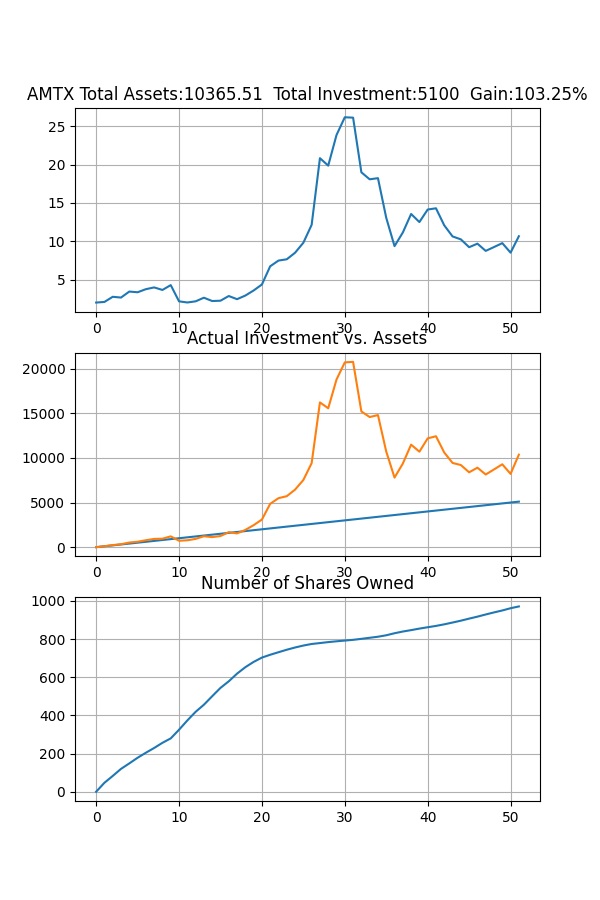 AMTX Total Assets:10365.51  Total Investment:5100  Gain:103.25%
25
20
15
10
5
0 10 20 30 40 50
Actual Investment vs. Assets
20000
15000
10000
5000
0
0 10 20 30 40 50
Number of Shares Owned
1000
800
600
400
200
0
0 10 20 30 40 50